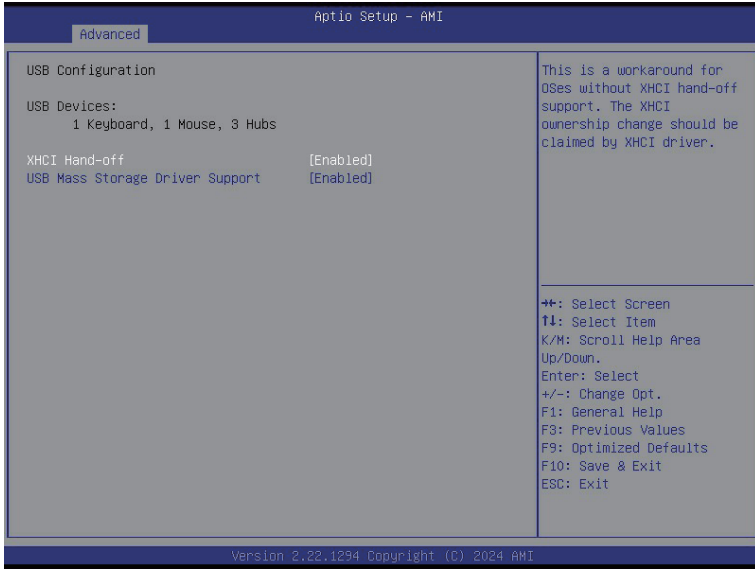 Aptio Setup – AMI
Advanced
USB Configuration
USB Devices:
1 Keyboard, 1 Mouse, 3 Hubs
XHCI Hand-off [Enabled]
USB Mass Storage Driver Support [Enabled]
This is a workaround for
OSes without XHCI hand-off
support. The XHCI
ownership change should be
claimed by XHCI driver.
→←: Select Screen
↑↓: Select Item
K/M: Scroll Help Area
Up/Down.
Enter: Select
+/-: Change Opt.
F1: General Help
F3: Previous Values
F9: Optimized Defaults
F10: Save & Exit
ESC: Exit
Version 2.22.1294 Copyright (C) 2024 AMI